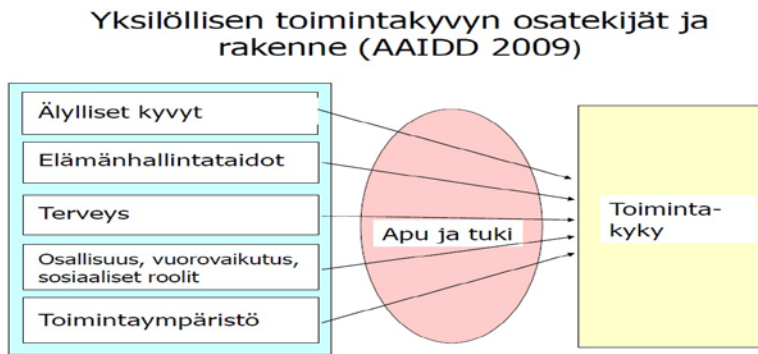 Yksilöllisen toimintakyvyn osatekijät ja
rakenne (AAIDD 2009)
Älylliset kyvyt
Elämänhallintataidot
Terveys
Osallisuus, vuorovaikutus,
sosiaaliset roolit
Toimintaympäristö
Apu ja tuki
Toiminta-
kyky